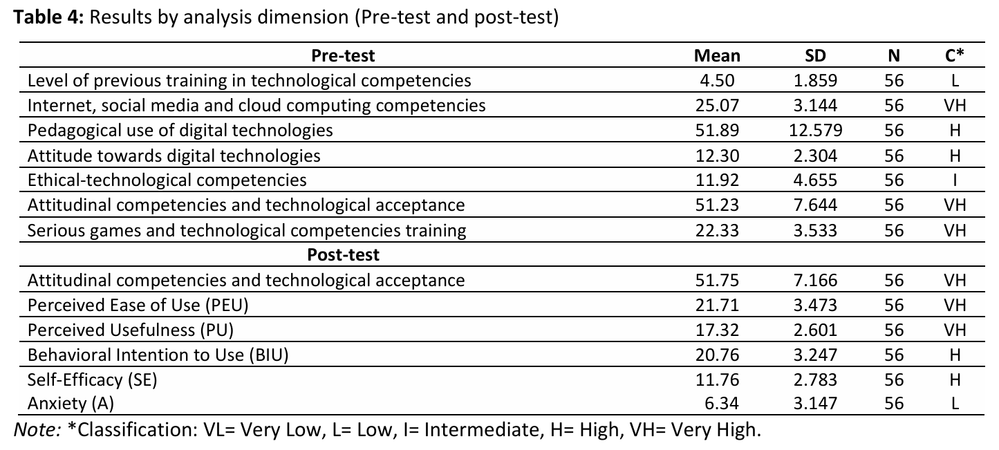 Table 4: Results by analysis dimension (Pre-test and post-test)
Pre-test Mean SD N C*
Level of previous training in technological competencies 4.50 1.859 56 L
Internet, social media and cloud computing competencies 25.07 3.144 56 VH
Pedagogical use of digital technologies 51.89 12.579 56 H
Attitude towards digital technologies 12.30 2.304 56 H
Ethical-technological competencies 11.92 4.655 56 I
Attitudinal competencies and technological acceptance 51.23 7.644 56 VH
Serious games and technological competencies training 22.33 3.533 56 VH
Post-test
Attitudinal competencies and technological acceptance 51.75 7.166 56 VH
Perceived Ease of Use (PEU) 21.71 3.473 56 VH
Perceived Usefulness (PU) 17.32 2.601 56 VH
Behavioral Intention to Use (BIU) 20.76 3.247 56 H
Self-Efficacy (SE) 11.76 2.783 56 H
Anxiety (A) 6.34 3.147 56 L
Note: *Classification: VL= Very Low, L= Low, I= Intermediate, H= High, VH= Very High.